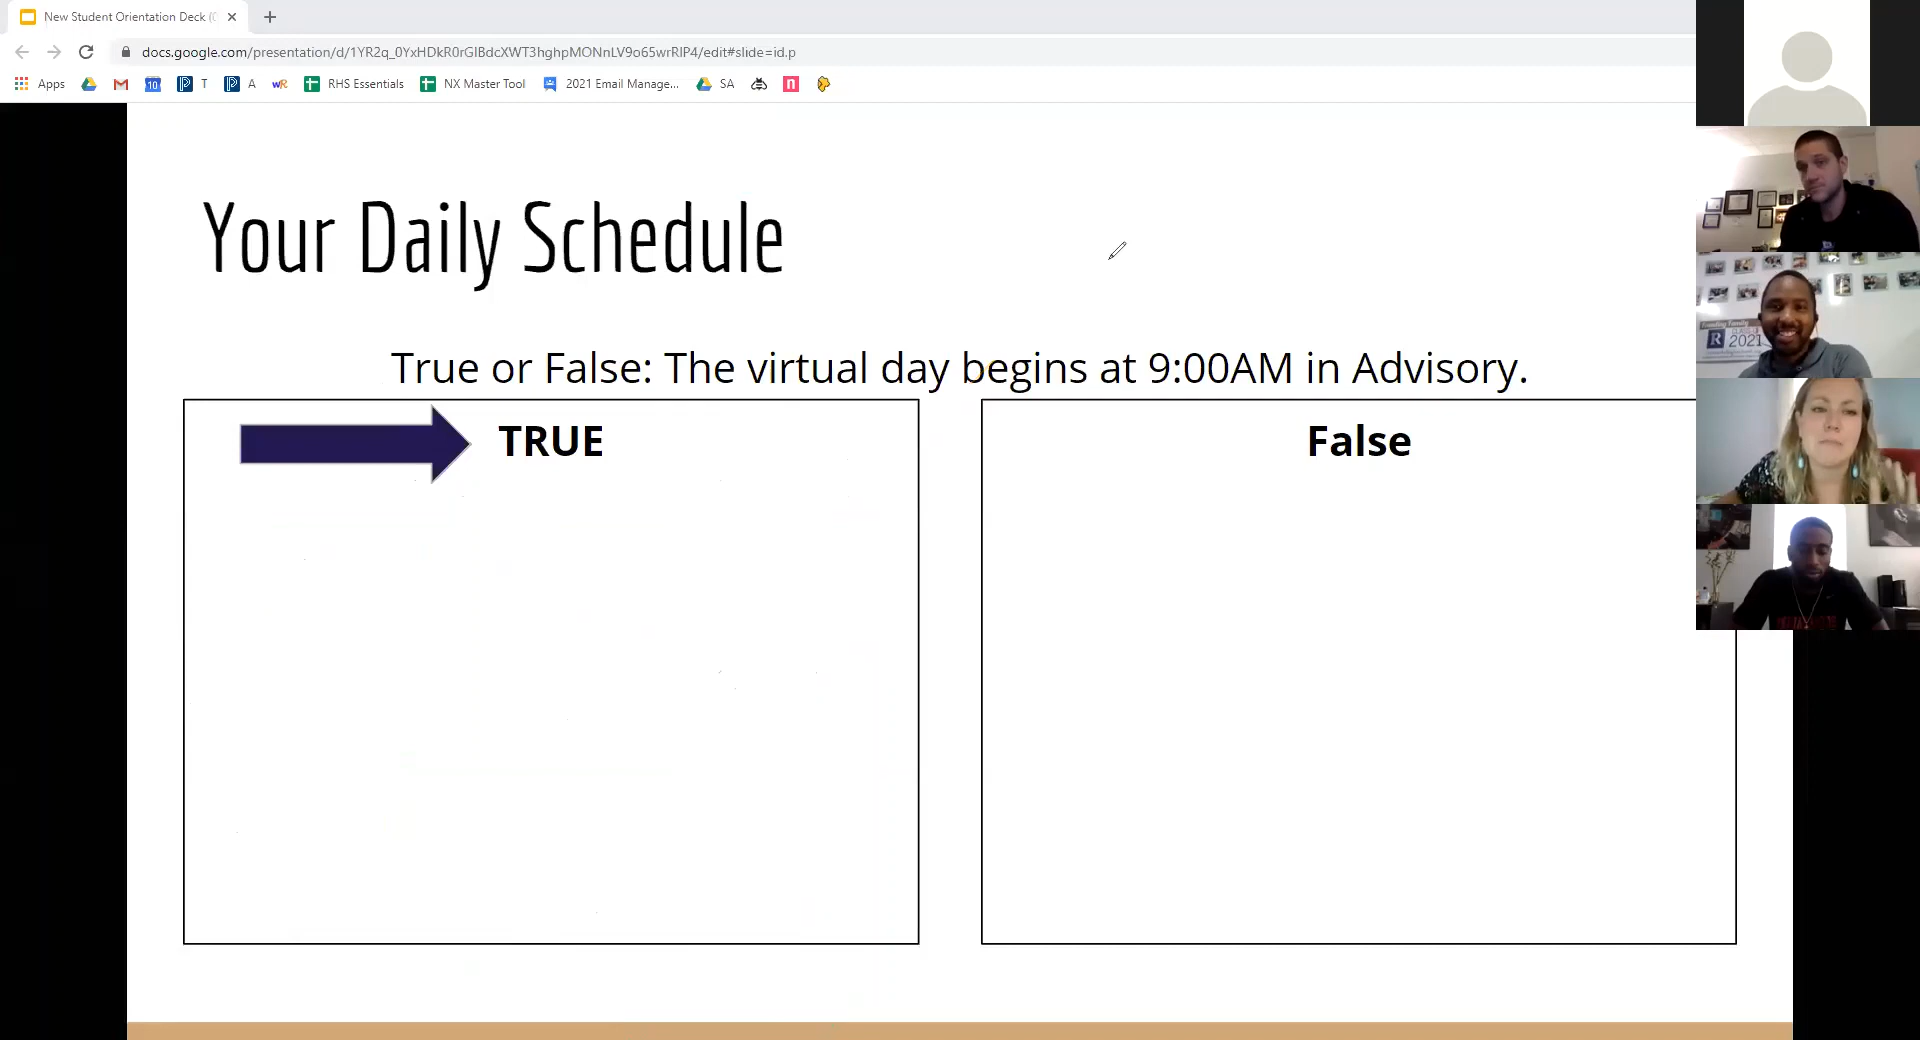 New Student Orientation Deck (
docs.google.com/presentation/d/1YR2q_0YxHDkR0rGlBdcXWT3hghpMONnLV9o65wrRlP4/edit#slide=id.p
Apps 10 T A wR RHS Essentials NX Master Tool 2021 Email Manage... SA n
Your Daily Schedule
True or False: The virtual day begins at 9:00AM in Advisory.
TRUE
False
R
2021